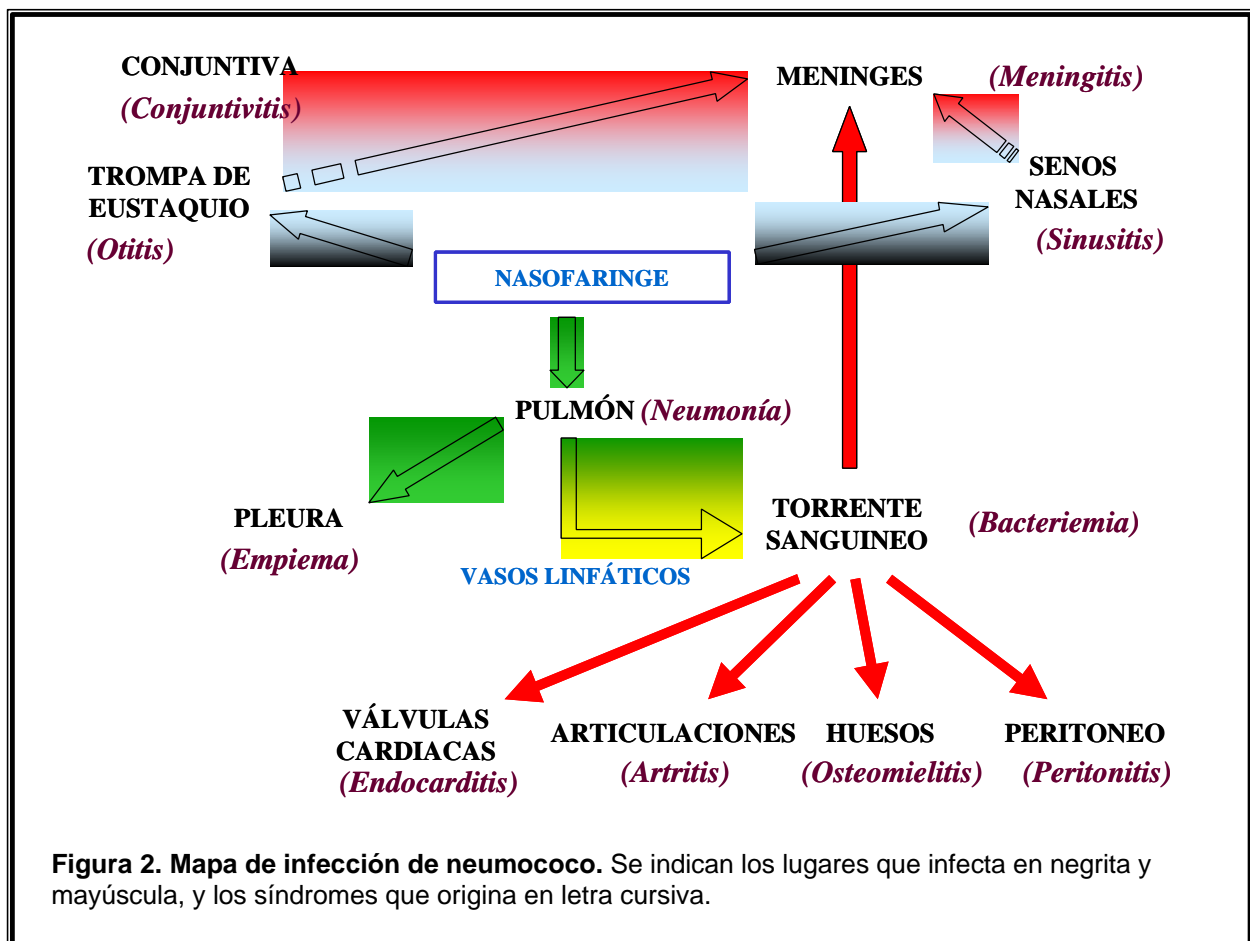 CONJUNTIVA
(Conjuntivitis)
MENINGES
(Meningitis)
TROMPA DE
EUSTAQUIO
(Otitis)
SENOS
NASALES
(Sinusitis)
NASOFARINGE
PULMÓN (Neumonía)
PLEURA
(Empiema)
TORRENTE
SANGUINEO
(Bacteriemia)
VASOS LINFÁTICOS
VÁLVULAS
CARDIACAS
(Endocarditis)
ARTICULACIONES
(Artritis)
HUESOS
(Osteomielitis)
PERITONEO
(Peritonitis)
Figura 2. Mapa de infección de neumococo. Se indican los lugares que infecta en negrita y
mayúscula, y los síndromes que origina en letra cursiva.